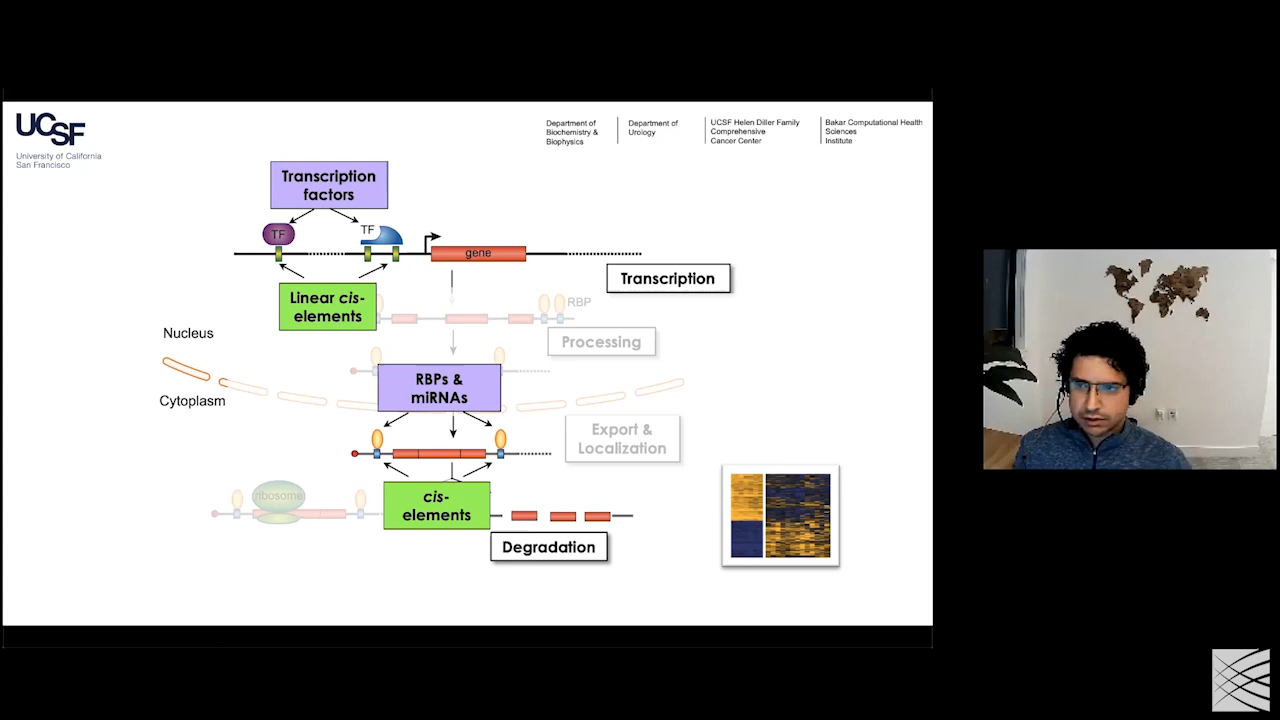 UCSF
University of California
San Francisco
Department of
Biochemistry &
Biophysics
Department of
Urology
UCSF Helen Diller Family
Comprehensive
Cancer Center
Bakar Computational Health
Sciences
Institute
Transcription
factors
TF
TF
gene
Transcription
Linear cis-
elements
RBP
Processing
Nucleus
RBPs &
miRNAs
Cytoplasm
Export &
Localization
ribosome
cis-
elements
Degradation